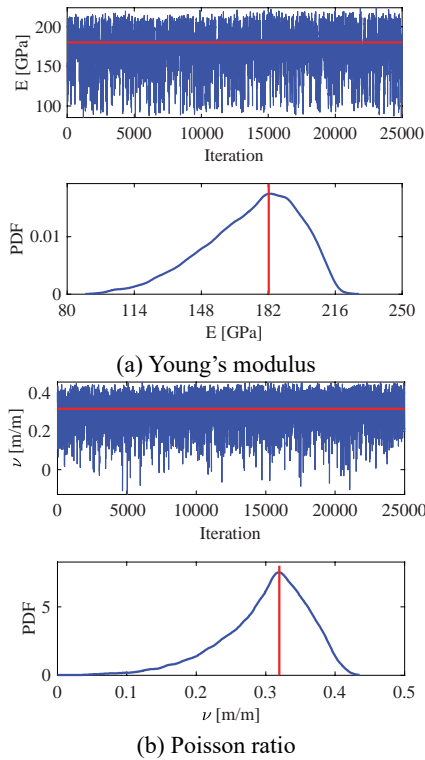 200
150
100
E [GPa]
0 5000 10000 15000 20000 25000
Iteration
0.01
0
PDF
80 114 148 182 216 250
E [GPa]
(a) Young's modulus
0.4
0.2
0
ν [m/m]
0 5000 10000 15000 20000 25000
Iteration
5
0
PDF
0 0.1 0.2 0.3 0.4 0.5
ν [m/m]
(b) Poisson ratio